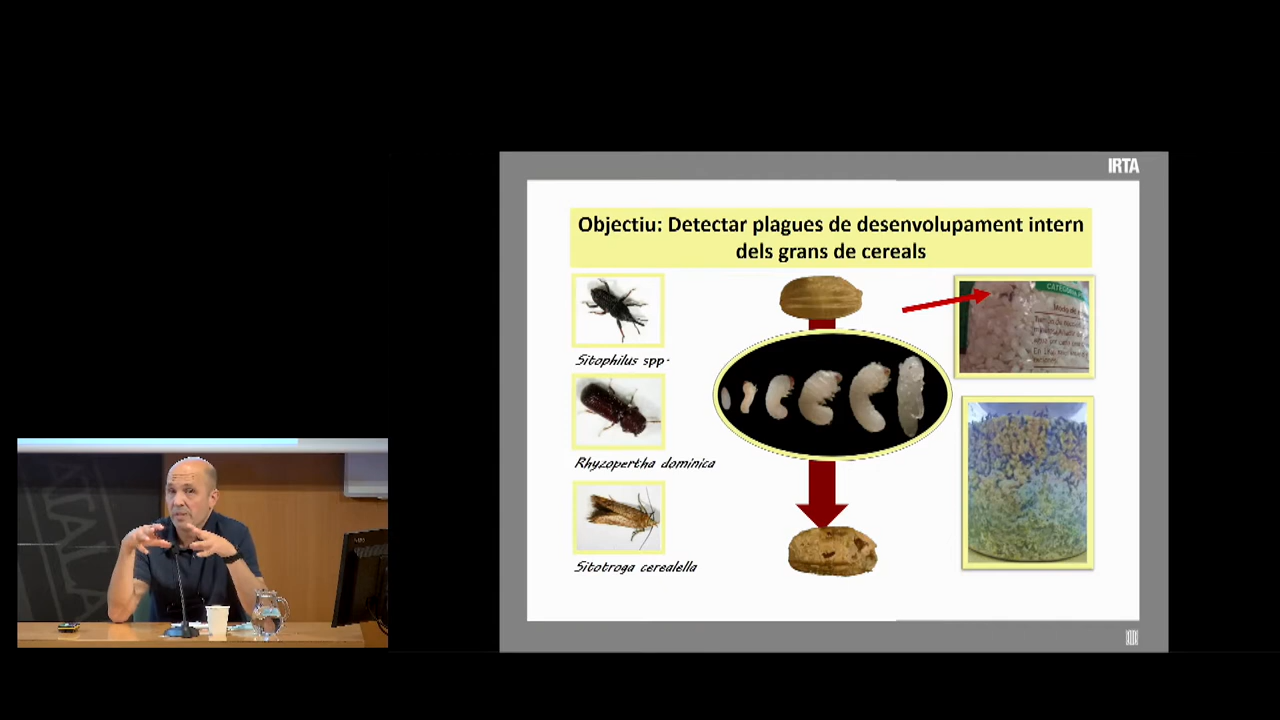 IRTA
Objectiu: Detectar plagues de desenvolupament intern
dels grans de cereals
Sitophilus spp.
Rhyzopertha dominica
Sitotroga cerealella